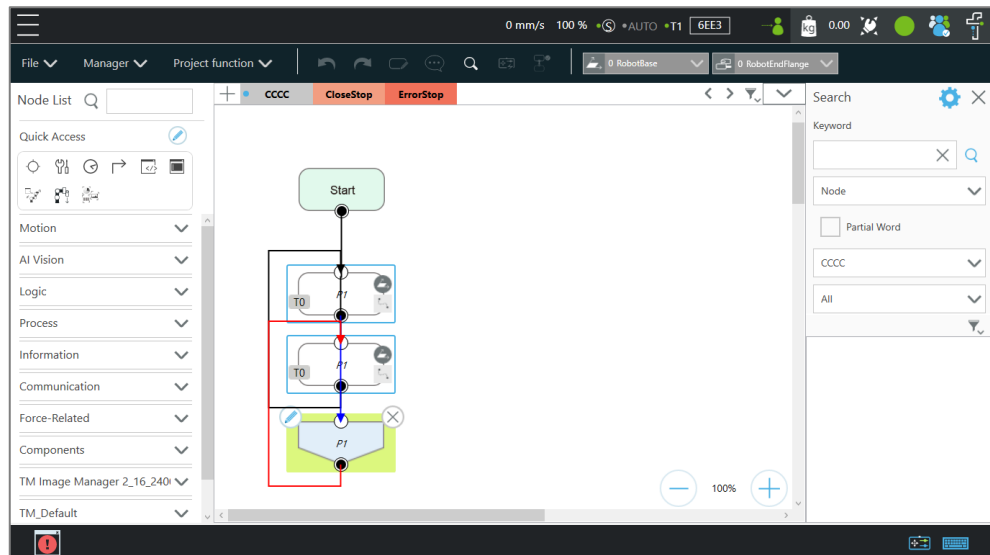 0 mm/s 100 % S AUTO T1 6EE3 kg 0.00
File Manager Project function 0 RobotBase 0 RobotEndFlange
Node List
CCCC CloseStop ErrorStop
Search
Keyword
Quick Access
Node
Partial Word
CCCC
All
Motion
AI Vision
Logic
Process
Information
Communication
Force-Related
Components
TM Image Manager 2_16_240
TM_Default
Start
P1
T0
P1
T0
P1
100%